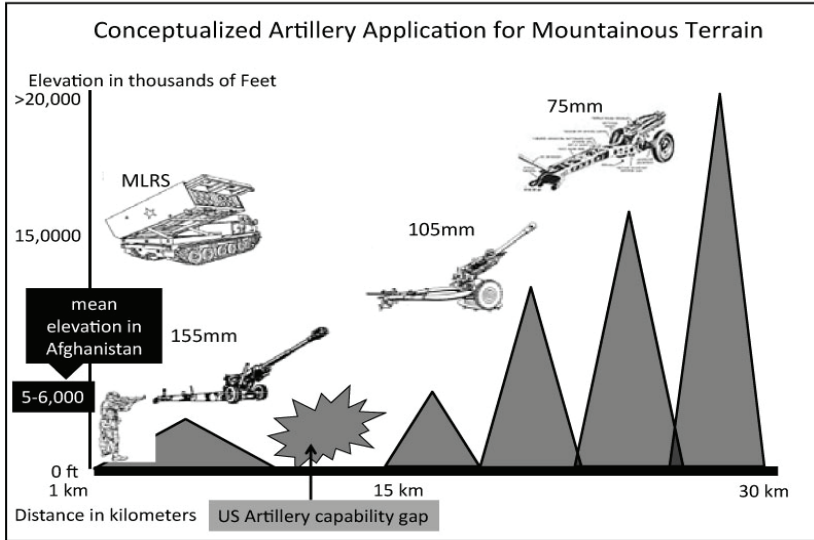 Conceptualized Artillery Application for Mountainous Terrain
Elevation in thousands of Feet
>20,000
75mm
MLRS
15,0000
105mm
mean
elevation in
Afghanistan
155mm
5-6,000
0 ft
1 km
15 km
30 km
Distance in kilometers
US Artillery capability gap